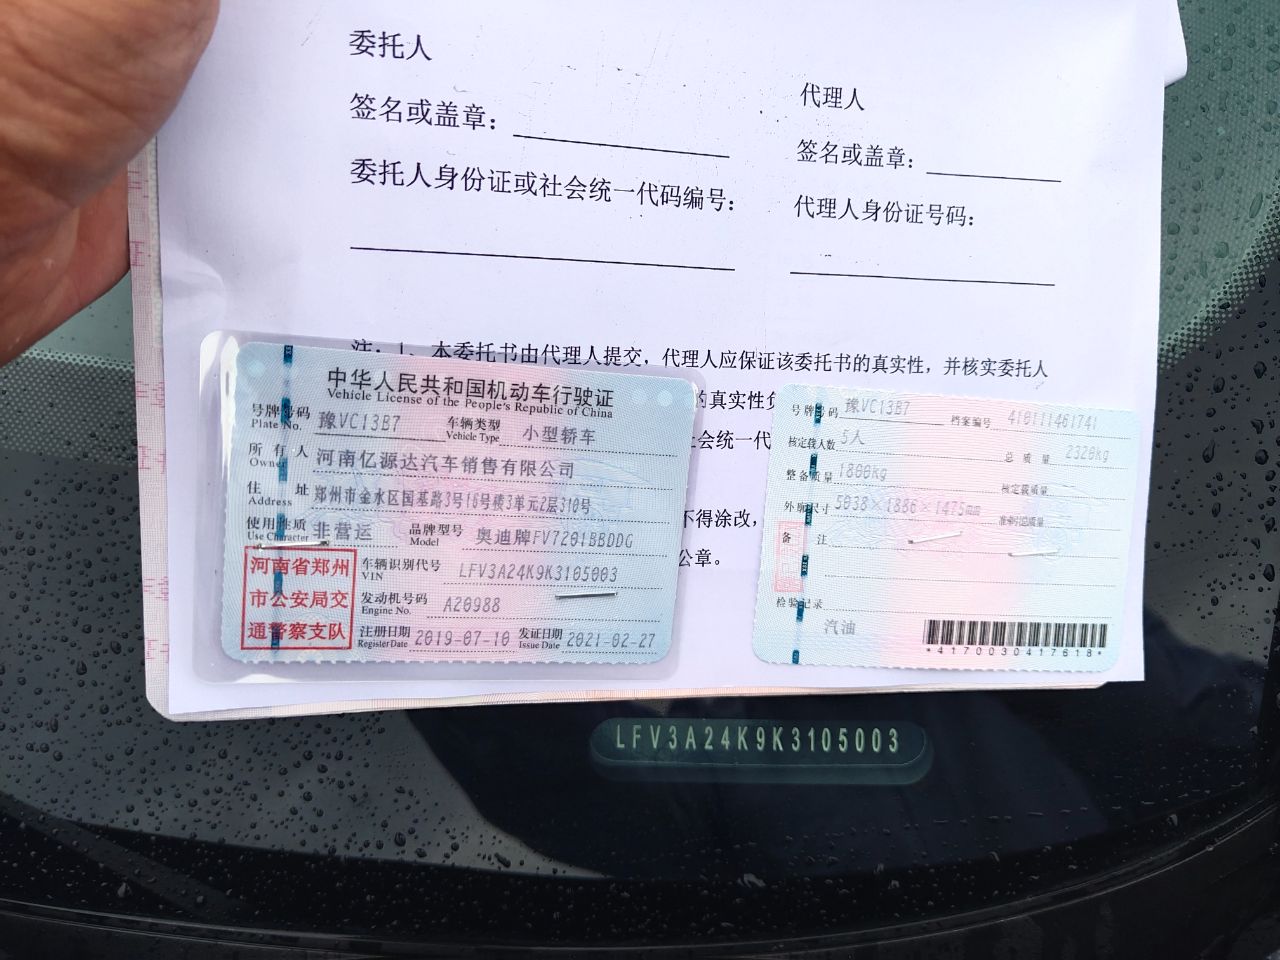 委托人
代理人
签名或盖章：
签名或盖章：
委托人身份证或社会统一代码编号：
代理人身份证号码：
注：1、本委托书由代理人提交，代理人应保证该委托书的真实性，并核实委托人
的真实性负
社会统一代
不得涂改，
公章。
中华人民共和国机动车行驶证
Vehicle License of the People's Republic of China
号牌号码 豫VC13B7 车辆类型 小型轿车
Plate No. Vehicle Type
所有人 河南亿源达汽车销售有限公司
Owner
住址 郑州市金水区国基路3号16号楼3单元2层310号
Address
使用性质 非营运 品牌型号 奥迪牌FV7201BBDDG
Use Character Model
河南省郑州
市公安局交
通警察支队
车辆识别代号 LFV3A24K9K3105003
VIN
发动机号码 A20988
Engine No.
注册日期 2019-07-10 发证日期 2021-02-27
Register Date Issue Date
号牌号码 豫VC13B7 档案编号 410111461741
核定载人数 5人 总质量 2320kg
整备质量 1800kg 核定载质量
外廓尺寸 5038×1886×1475mm 准牵引总质量
备注
检验记录
汽油
*4170030417618*
LFV3A24K9K3105003